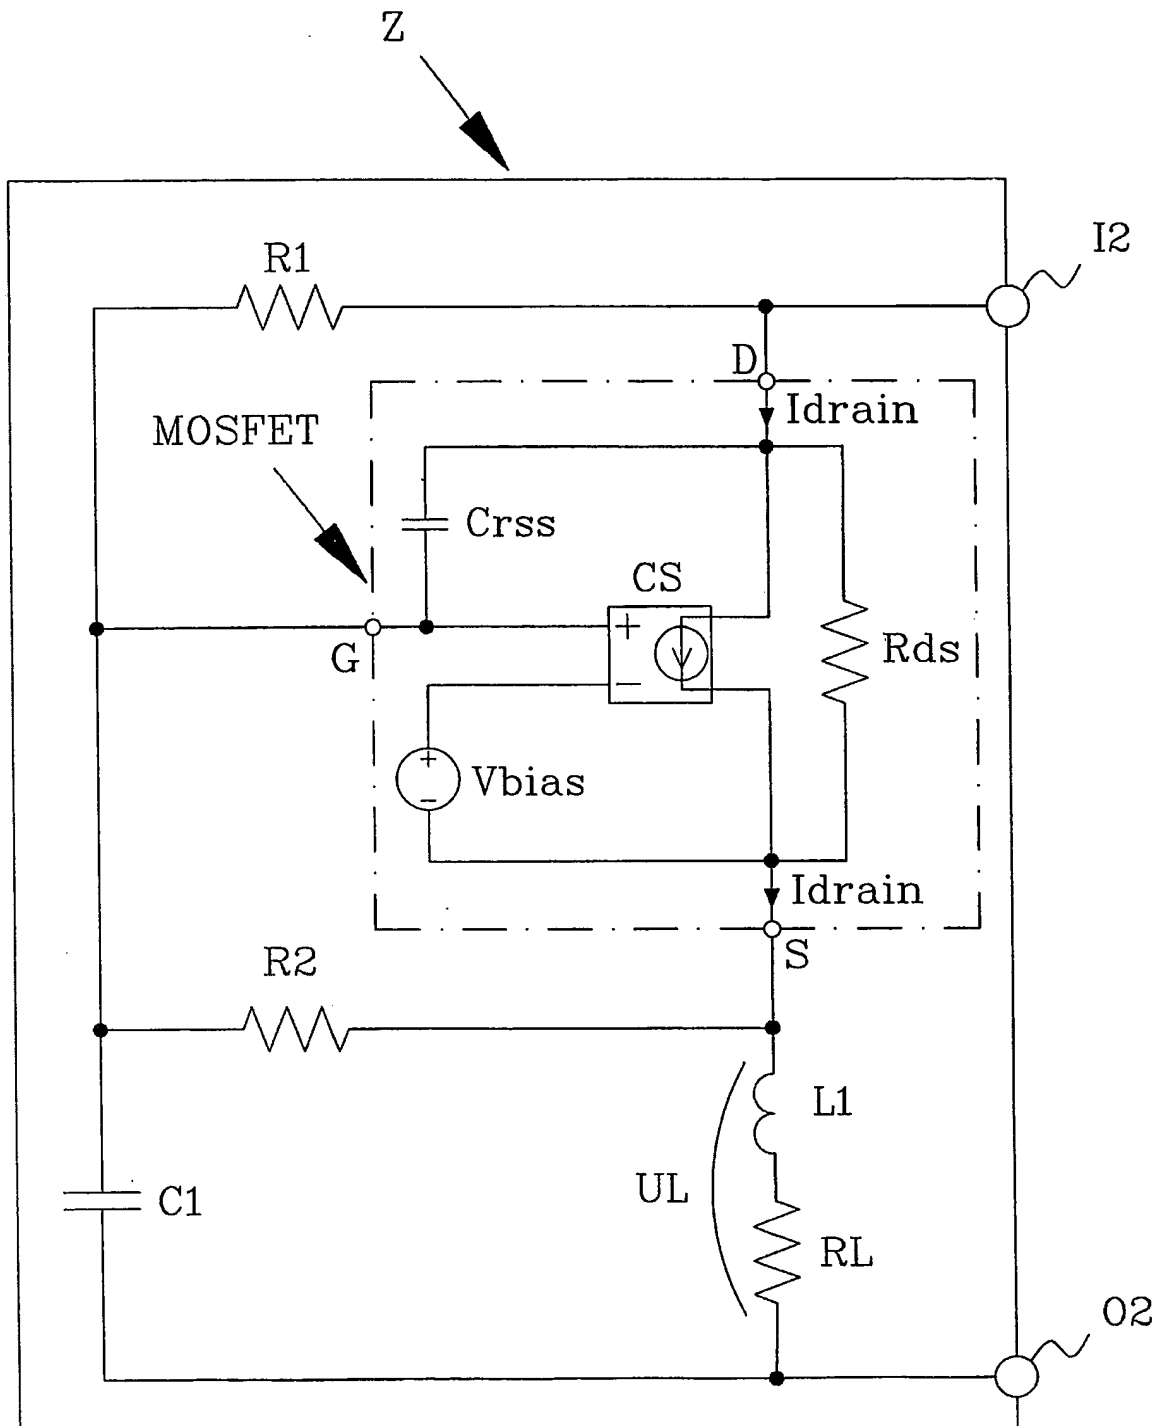 Z
I2
R1
D
Idrain
MOSFET
Crss
CS
+
G
−
Rds
+
Vbias
−
Idrain
S
R2
L1
UL
C1
RL
O2